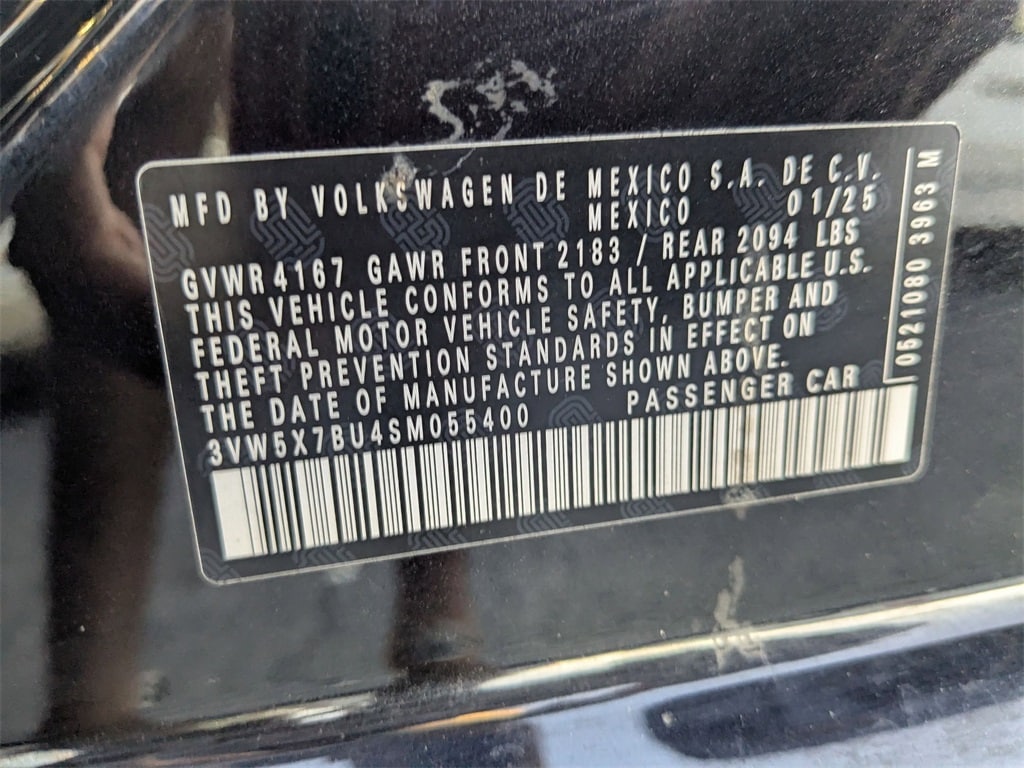 MFD BY VOLKSWAGEN DE MEXICO S.A. DE C.V.
MEXICO 01/25
GVWR 4167 GAWR FRONT 2183 / REAR 2094 LBS
THIS VEHICLE CONFORMS TO ALL APPLICABLE U.S.
FEDERAL MOTOR VEHICLE SAFETY, BUMPER AND
THEFT PREVENTION STANDARDS IN EFFECT ON
THE DATE OF MANUFACTURE SHOWN ABOVE.
3VW5X7BU4SM055400 PASSENGER CAR
0521080 3963 M